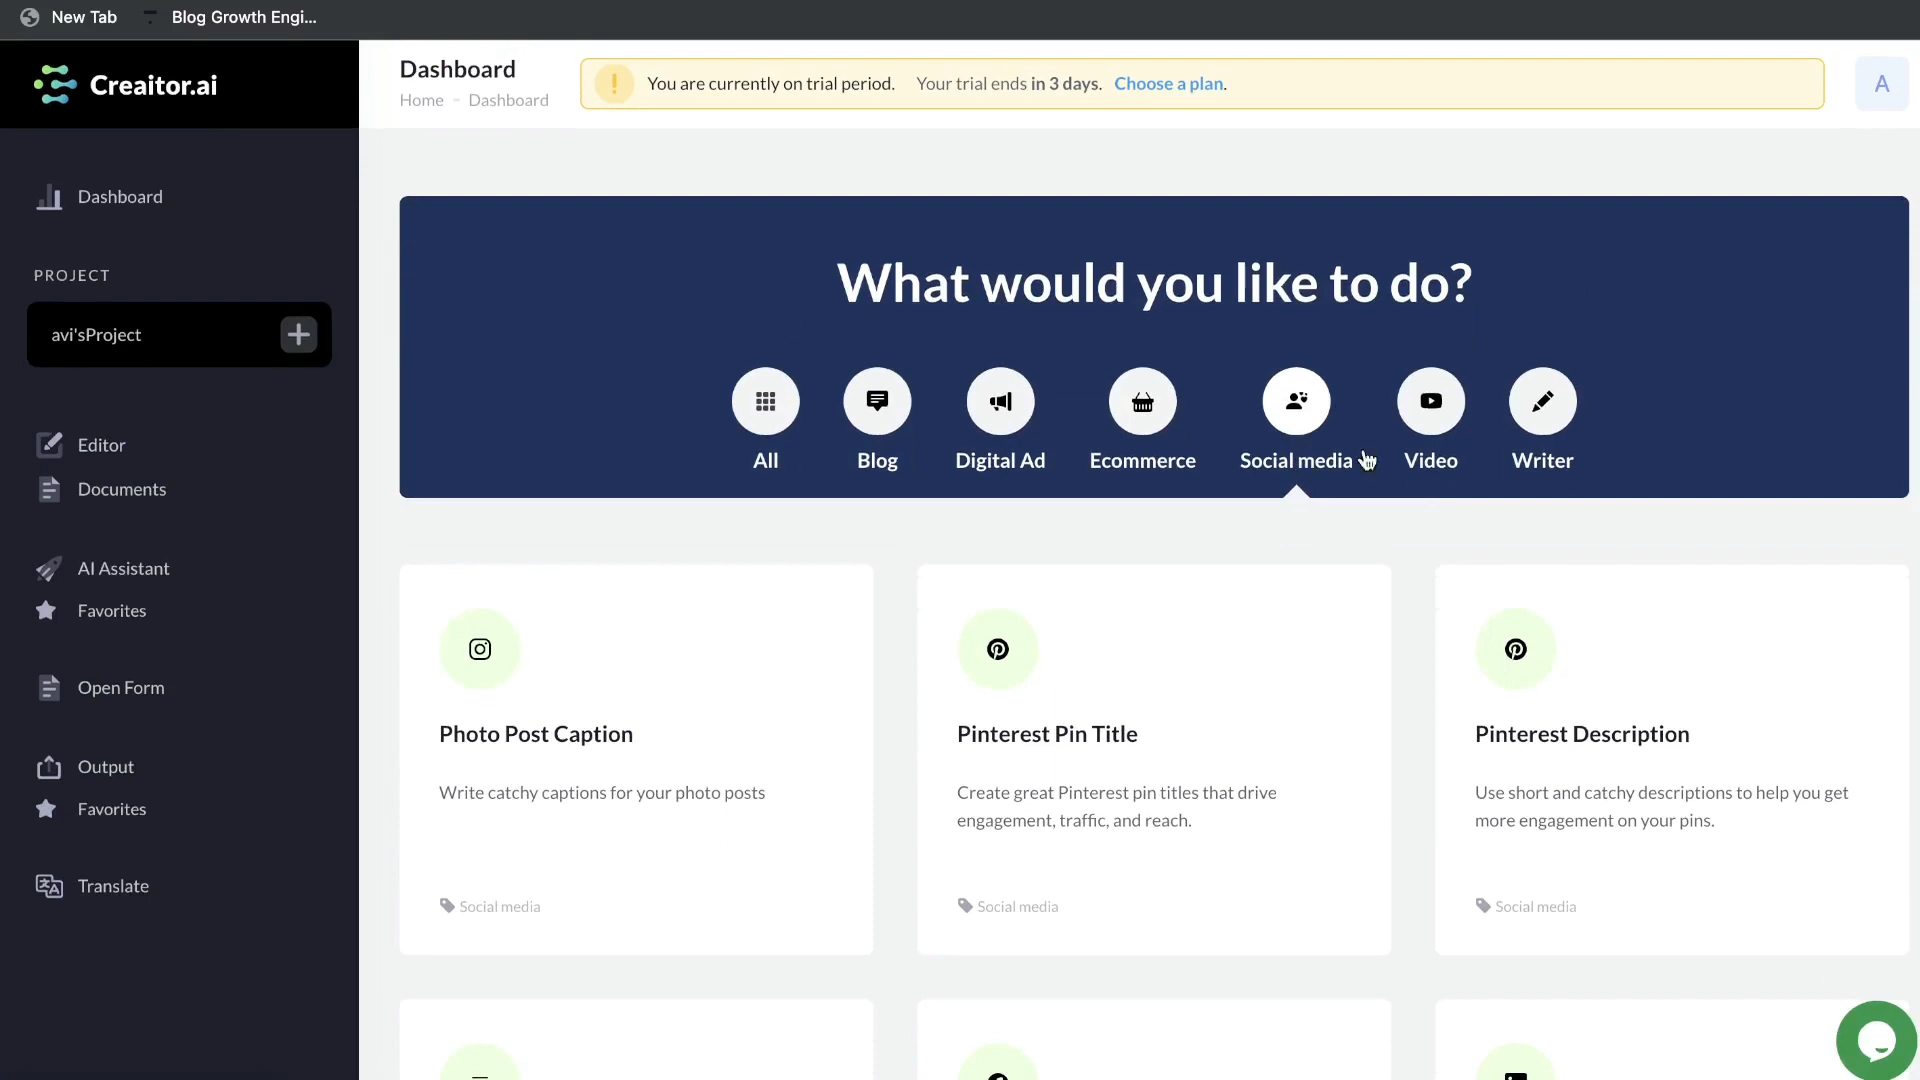 New Tab
Blog Growth Engi...
Creaitor.ai
Dashboard
Home - Dashboard
You are currently on trial period. Your trial ends in 3 days. Choose a plan.
A
Dashboard
PROJECT
avi'sProject
Editor
Documents
AI Assistant
Favorites
Open Form
Output
Favorites
Translate
What would you like to do?
All
Blog
Digital Ad
Ecommerce
Social media
Video
Writer
Photo Post Caption
Write catchy captions for your photo posts
Social media
Pinterest Pin Title
Create great Pinterest pin titles that drive
engagement, traffic, and reach.
Social media
Pinterest Description
Use short and catchy descriptions to help you get
more engagement on your pins.
Social media